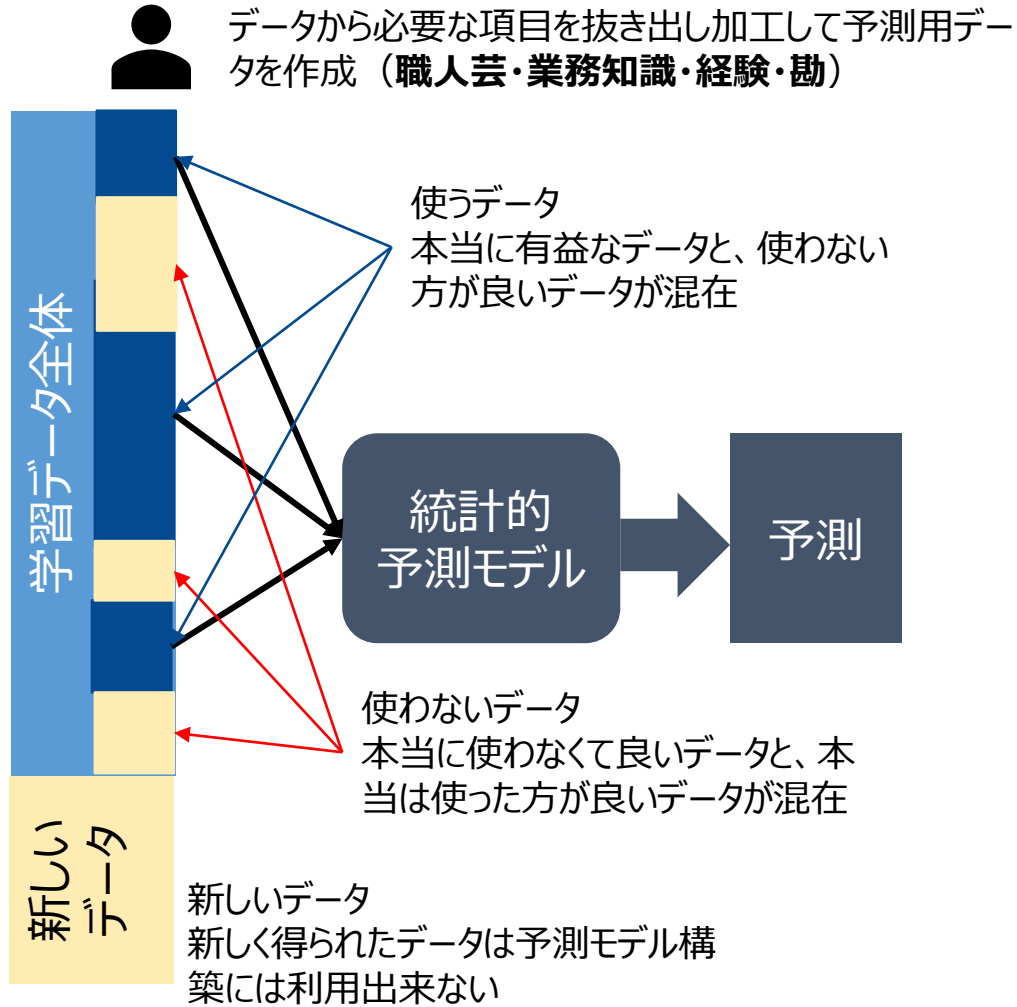 データから必要な項目を抜き出し加工して予測用デー
タを作成（職人芸・業務知識・経験・勘）
使うデータ
本当に有益なデータと、使わない
方が良いデータが混在
学習データ全体
統計的
予測モデル
予測
使わないデータ
本当に使わなくて良いデータと、本
当は使った方が良いデータが混在
新しい
データ
新しいデータ
新しく得られたデータは予測モデル構
築には利用出来ない